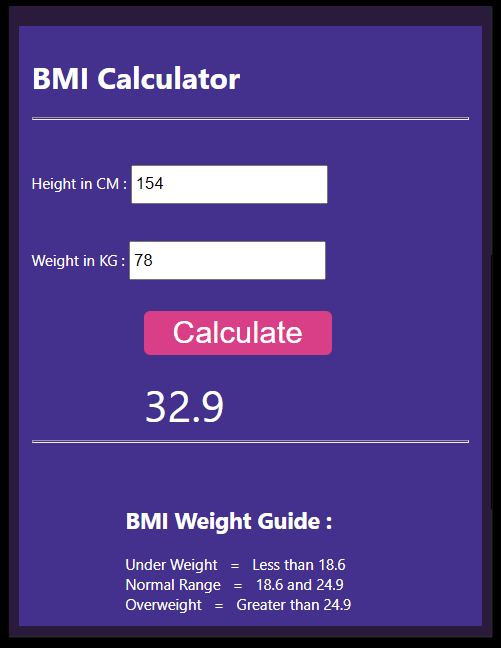 BMI Calculator
Height in CM : 154
Weight in KG : 78
Calculate
32.9
BMI Weight Guide :
Under Weight = Less than 18.6
Normal Range = 18.6 and 24.9
Overweight = Greater than 24.9